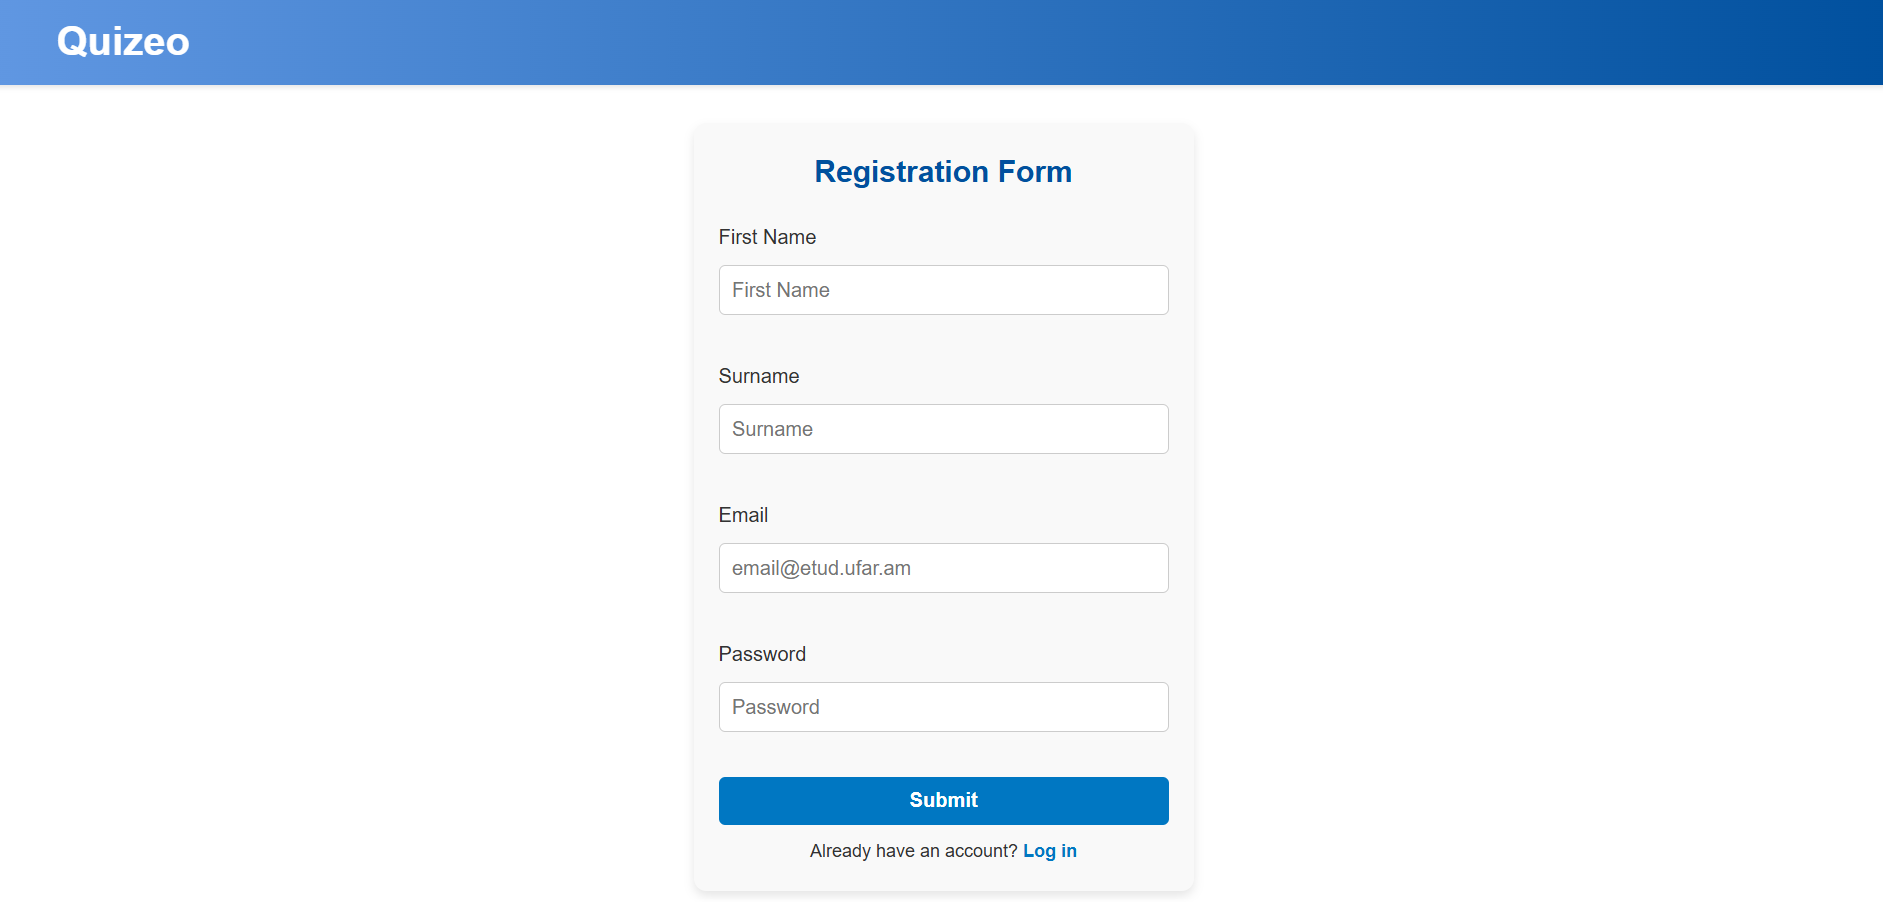 Quizeo
Registration Form
First Name
First Name
Surname
Surname
Email
email@etud.ufar.am
Password
Password
Submit
Already have an account? Log in